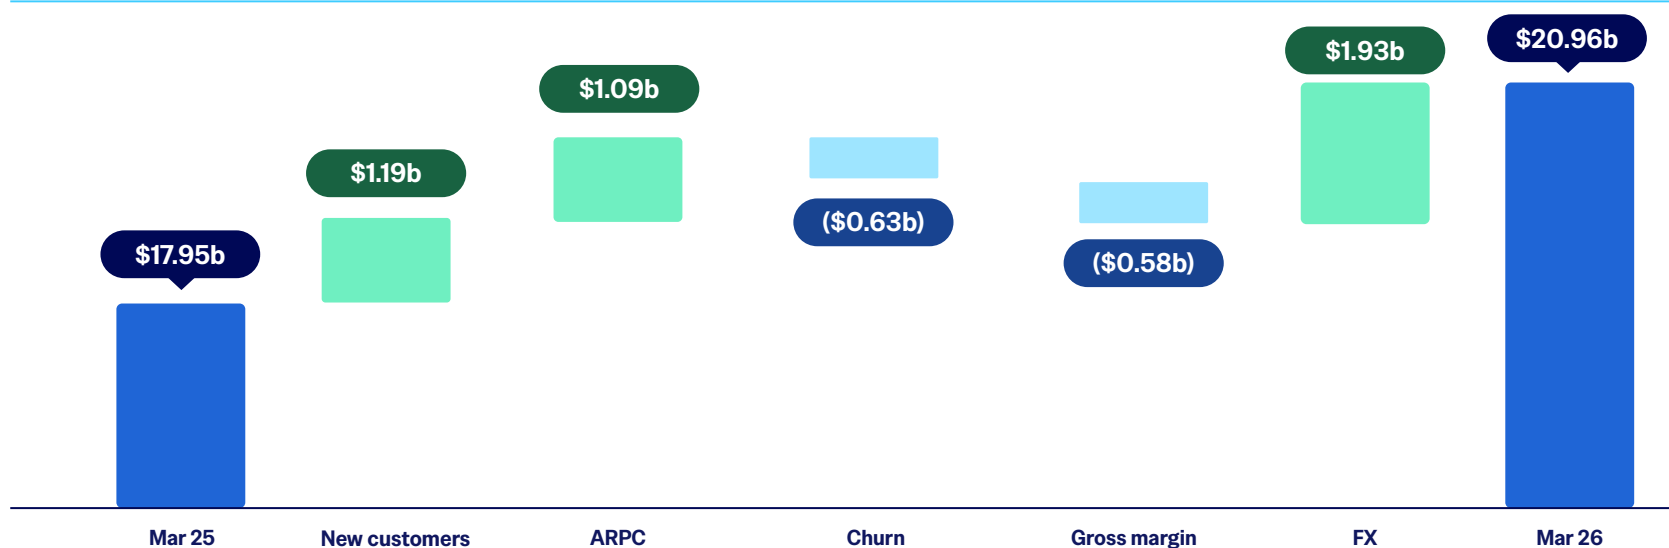 $17.95b
$1.19b
$1.09b
($0.63b)
($0.58b)
$1.93b
$20.96b
Mar 25
New customers
ARPC
Churn
Gross margin
FX
Mar 26